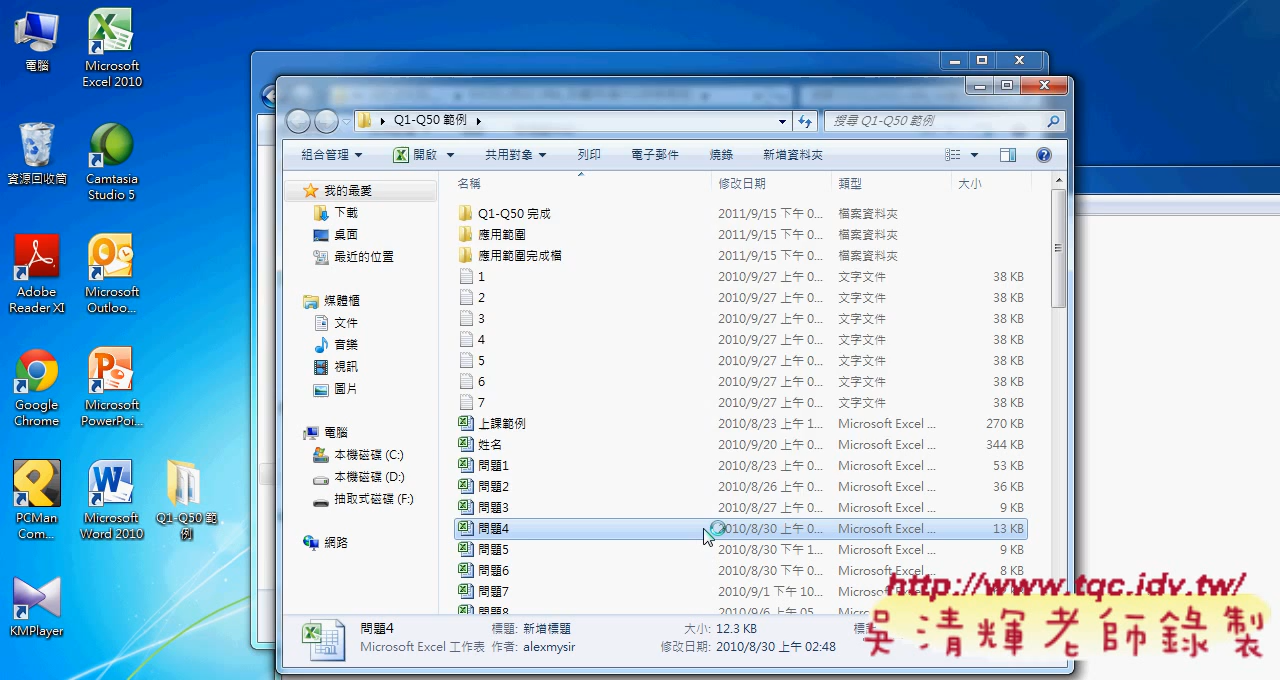 電腦
Microsoft
Excel 2010
資源回收筒
Camtasia
Studio 5
Adobe
Reader XI
Microsoft
Outloo...
Google
Chrome
Microsoft
PowerPoi...
PCMan
Com...
Microsoft
Word 2010
Q1-Q50 範
例
KMPlayer
Q1-Q50 範例
搜尋 Q1-Q50 範例
組合管理 開啟 共用對象 列印 電子郵件 燒錄 新增資料夾
我的最愛
下載
桌面
最近的位置
媒體櫃
文件
音樂
視訊
圖片
電腦
本機磁碟 (C:)
本機磁碟 (D:)
抽取式磁碟 (F:)
網路
名稱 修改日期 類型 大小
Q1-Q50 完成 2011/9/15 下午 0... 檔案資料夾
應用範圍 2011/9/15 下午 0... 檔案資料夾
應用範圍完成檔 2011/9/15 下午 0... 檔案資料夾
1 2010/9/27 上午 0... 文字文件 38 KB
2 2010/9/27 上午 0... 文字文件 38 KB
3 2010/9/27 上午 0... 文字文件 38 KB
4 2010/9/27 上午 0... 文字文件 38 KB
5 2010/9/27 上午 0... 文字文件 38 KB
6 2010/9/27 上午 0... 文字文件 38 KB
7 2010/9/27 上午 0... 文字文件 38 KB
上課範例 2010/8/23 上午 1... Microsoft Excel ... 270 KB
姓名 2010/9/20 上午 0... Microsoft Excel ... 344 KB
問題1 2010/8/23 上午 1... Microsoft Excel ... 53 KB
問題2 2010/8/26 上午 0... Microsoft Excel ... 36 KB
問題3 2010/8/27 上午 0... Microsoft Excel ... 9 KB
問題4 2010/8/30 上午 0... Microsoft Excel ... 13 KB
問題5 2010/8/30 下午 1... Microsoft Excel ... 9 KB
問題6 2010/8/30 下午 0... Microsoft Excel ... 8 KB
問題7 2010/9/1 下午 10...
問題8 2010/9/6 上午 05...
http://www.tqc.idv.tw/
吳清輝老師錄製
問題4 標題: 新增標題 大小: 12.3 KB
Microsoft Excel 工作表 作者: alexmysir 修改日期: 2010/8/30 上午 02:48